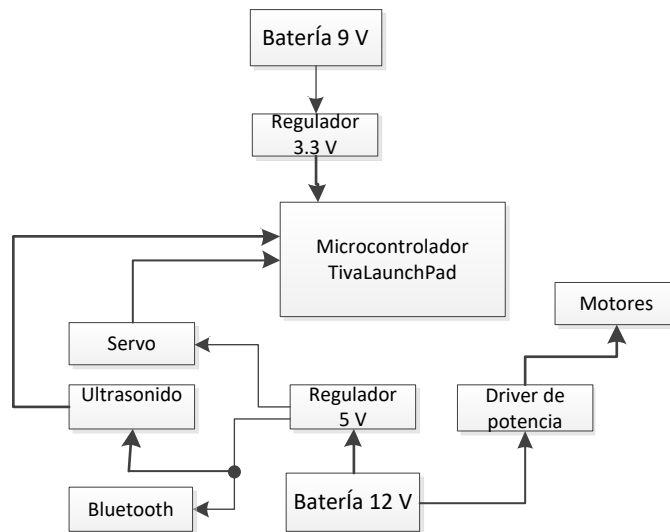 Batería 9 V
Regulador
3.3 V
Microcontrolador
TivaLaunchPad
Motores
Servo
Ultrasonido
Regulador
5 V
Driver de
potencia
Bluetooth
Batería 12 V